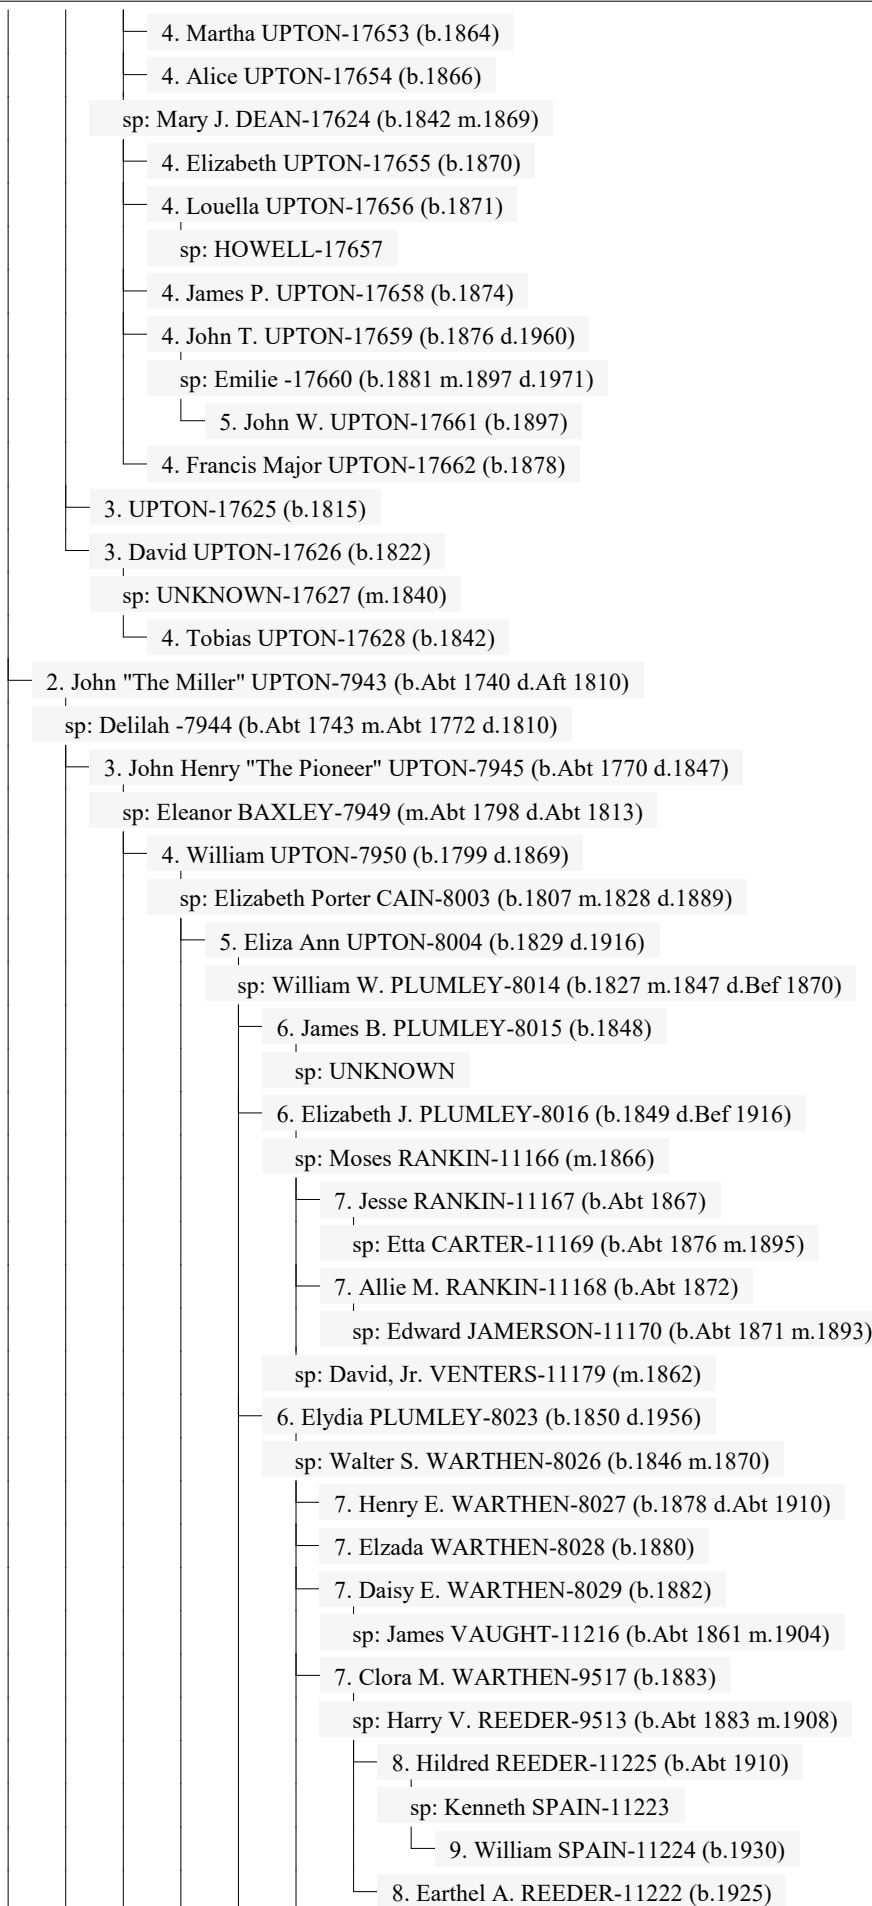 4. Martha UPTON-17653 (b.1864)
4. Alice UPTON-17654 (b.1866)
sp: Mary J. DEAN-17624 (b.1842 m.1869)
4. Elizabeth UPTON-17655 (b.1870)
4. Louella UPTON-17656 (b.1871)
sp: HOWELL-17657
4. James P. UPTON-17658 (b.1874)
4. John T. UPTON-17659 (b.1876 d.1960)
sp: Emilie -17660 (b.1881 m.1897 d.1971)
5. John W. UPTON-17661 (b.1897)
4. Francis Major UPTON-17662 (b.1878)
3. UPTON-17625 (b.1815)
3. David UPTON-17626 (b.1822)
sp: UNKNOWN-17627 (m.1840)
4. Tobias UPTON-17628 (b.1842)
2. John "The Miller" UPTON-7943 (b.Abt 1740 d.Aft 1810)
sp: Delilah -7944 (b.Abt 1743 m.Abt 1772 d.1810)
3. John Henry "The Pioneer" UPTON-7945 (b.Abt 1770 d.1847)
sp: Eleanor BAXLEY-7949 (m.Abt 1798 d.Abt 1813)
4. William UPTON-7950 (b.1799 d.1869)
sp: Elizabeth Porter CAIN-8003 (b.1807 m.1828 d.1889)
5. Eliza Ann UPTON-8004 (b.1829 d.1916)
sp: William W. PLUMLEY-8014 (b.1827 m.1847 d.Bef 1870)
6. James B. PLUMLEY-8015 (b.1848)
sp: UNKNOWN
6. Elizabeth J. PLUMLEY-8016 (b.1849 d.Bef 1916)
sp: Moses RANKIN-11166 (m.1866)
7. Jesse RANKIN-11167 (b.Abt 1867)
sp: Etta CARTER-11169 (b.Abt 1876 m.1895)
7. Allie M. RANKIN-11168 (b.Abt 1872)
sp: Edward JAMERSON-11170 (b.Abt 1871 m.1893)
sp: David, Jr. VENTERS-11179 (m.1862)
6. Elydia PLUMLEY-8023 (b.1850 d.1956)
sp: Walter S. WARTHEN-8026 (b.1846 m.1870)
7. Henry E. WARTHEN-8027 (b.1878 d.Abt 1910)
7. Elzada WARTHEN-8028 (b.1880)
7. Daisy E. WARTHEN-8029 (b.1882)
sp: James VAUGHT-11216 (b.Abt 1861 m.1904)
7. Clora M. WARTHEN-9517 (b.1883)
sp: Harry V. REEDER-9513 (b.Abt 1883 m.1908)
8. Hildred REEDER-11225 (b.Abt 1910)
sp: Kenneth SPAIN-11223
9. William SPAIN-11224 (b.1930)
8. Earthel A. REEDER-11222 (b.1925)